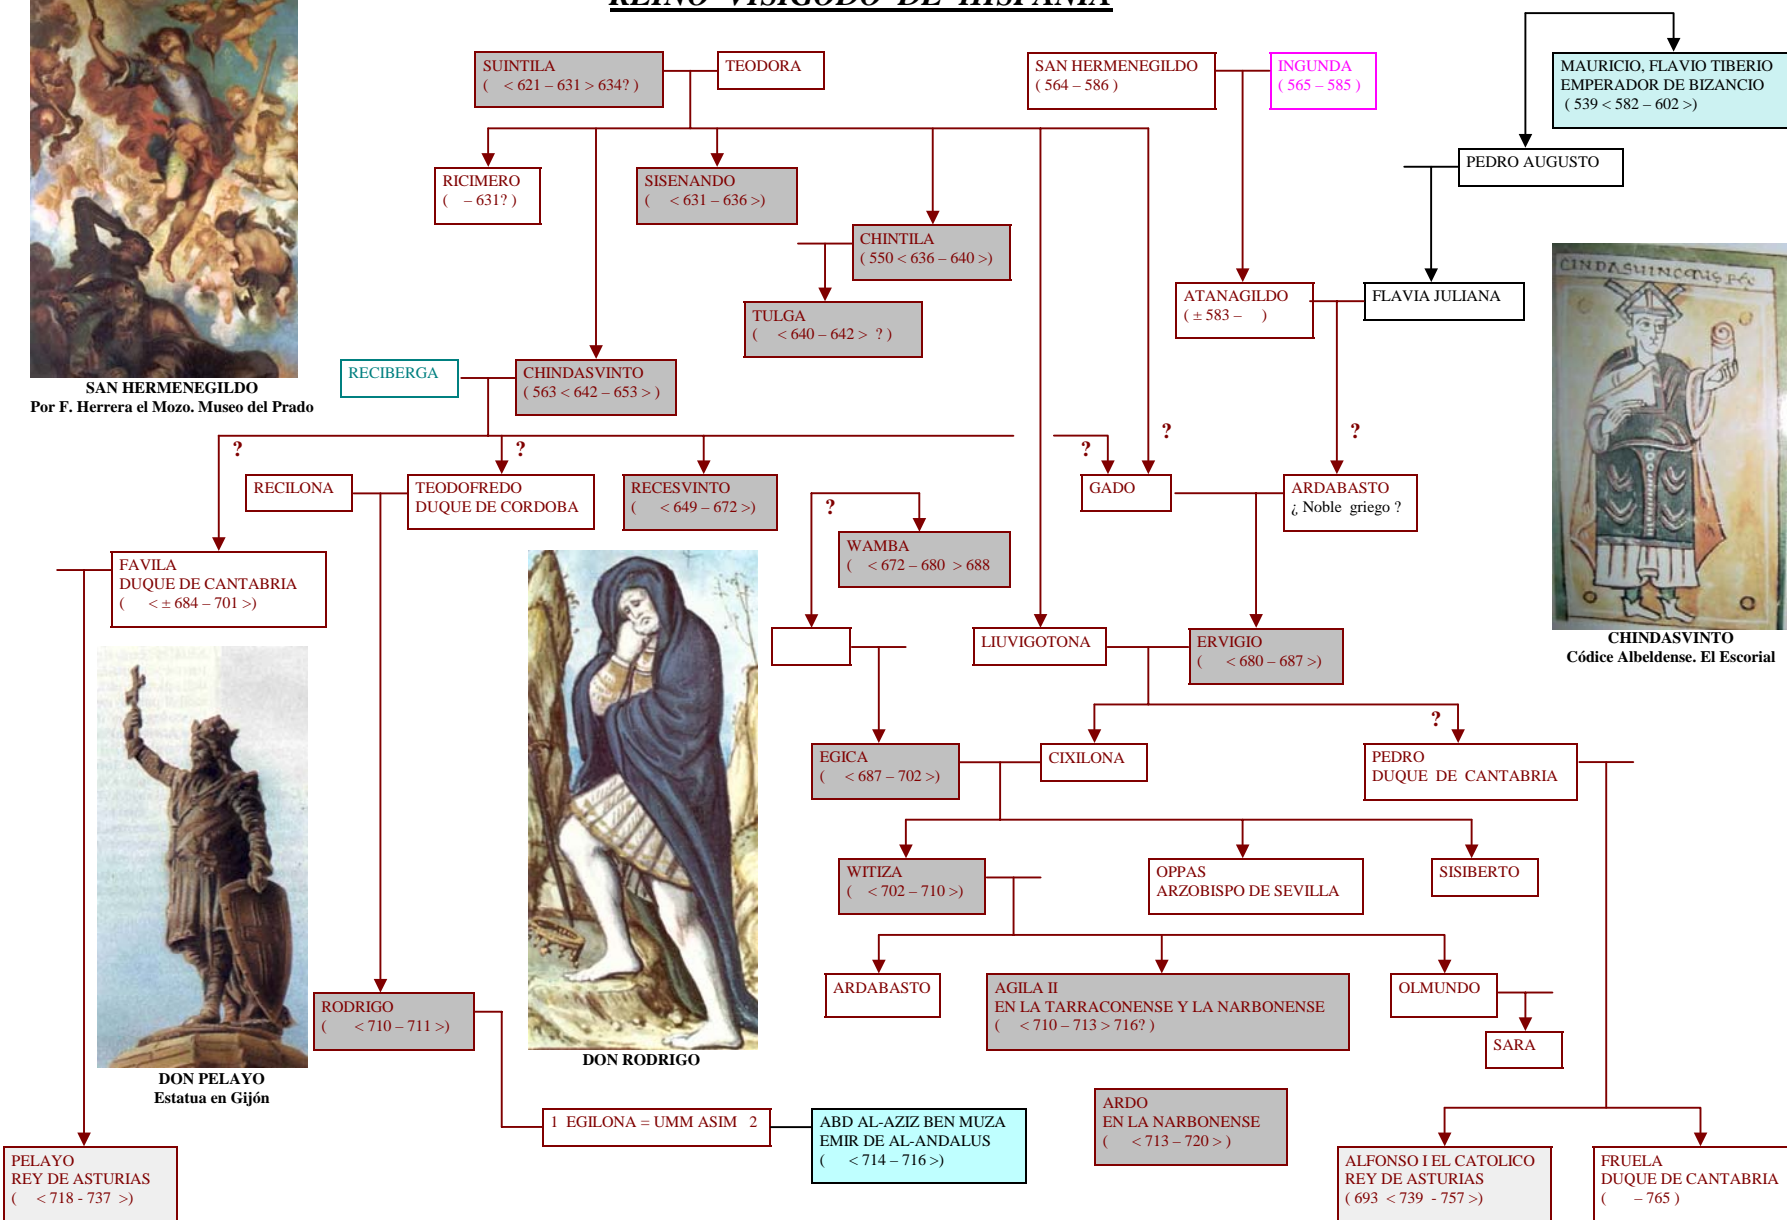 REINO VISIGODO DE HISPANIA
SUINTILA
( < 621 – 631 > 634? )
TEODORA
SAN HERMENEGILDO
( 564 – 586 )
INGUNDA
( 565 – 585 )
MAURICIO, FLAVIO TIBERIO
EMPERADOR DE BIZANCIO
( 539 < 582 – 602 >)
PEDRO AUGUSTO
RICIMERO
( – 631? )
SISENANDO
( < 631 – 636 >)
CHINTILA
( 550 < 636 – 640 >)
TULGA
( < 640 – 642 > ? )
ATANAGILDO
( ± 583 – )
FLAVIA JULIANA
CINDASUINCTUS
SAN HERMENEGILDO
Por F. Herrera el Mozo. Museo del Prado
RECIBERGA
CHINDASVINTO
( 563 < 642 – 653 > )
?
?
?
?
?
RECILONA
TEODOFREDO
DUQUE DE CORDOBA
RECESVINTO
( < 649 – 672 >)
GADO
ARDABASTO
¿ Noble griego ?
?
WAMBA
( < 672 – 680 > 688
FAVILA
DUQUE DE CANTABRIA
( < ± 684 – 701 >)
LIUVIGOTONA
ERVIGIO
( < 680 – 687 >)
CHINDASVINTO
Códice Albeldense. El Escorial
?
EGICA
( < 687 – 702 >)
CIXILONA
PEDRO
DUQUE DE CANTABRIA
WITIZA
( < 702 – 710 >)
OPPAS
ARZOBISPO DE SEVILLA
SISIBERTO
ARDABASTO
AGILA II
EN LA TARRACONENSE Y LA NARBONENSE
( < 710 – 713 > 716? )
OLMUNDO
SARA
RODRIGO
( < 710 – 711 >)
DON RODRIGO
DON PELAYO
Estatua en Gijón
1 EGILONA = UMM ASIM 2
ABD AL-AZIZ BEN MUZA
EMIR DE AL-ANDALUS
( < 714 – 716 >)
ARDO
EN LA NARBONENSE
( < 713 – 720 > )
PELAYO
REY DE ASTURIAS
( < 718 - 737 >)
ALFONSO I EL CATOLICO
REY DE ASTURIAS
( 693 < 739 - 757 >)
FRUELA
DUQUE DE CANTABRIA
( – 765 )